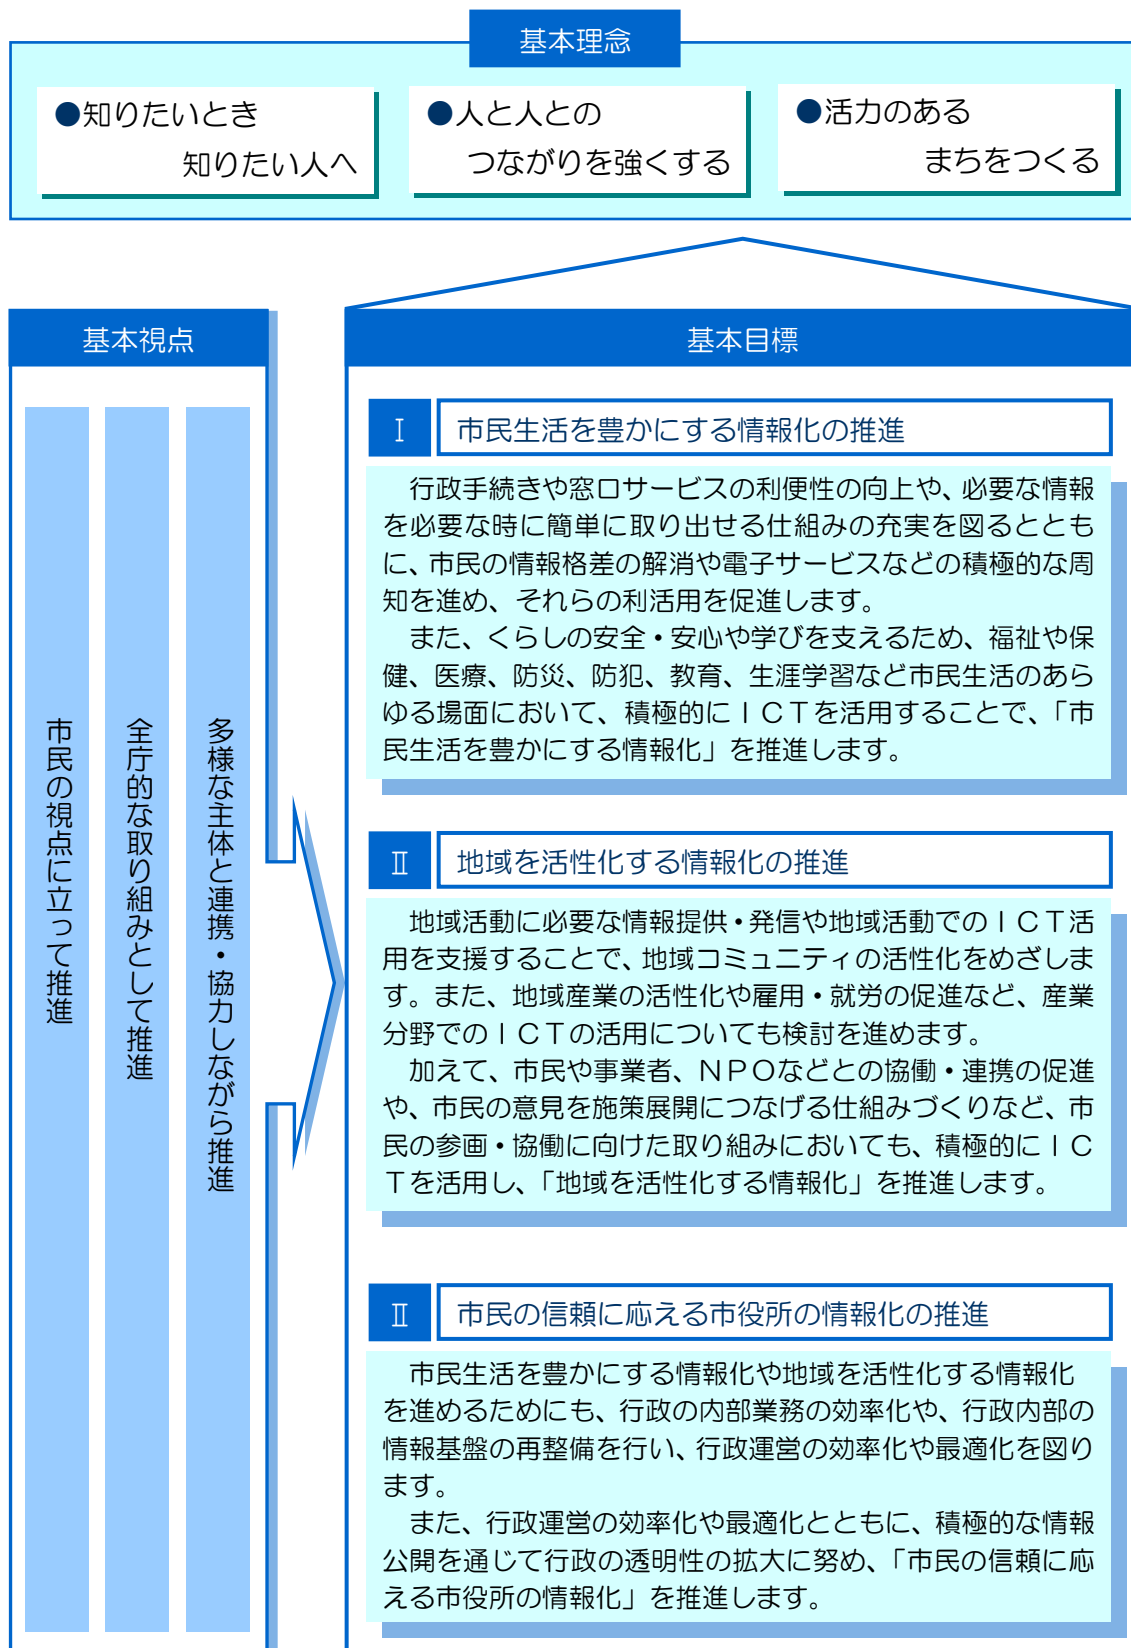 基本理念
●知りたいとき
知りたい人へ
●人と人との
つながりを強くする
●活力のある
まちをつくる
基本視点
市民の視点に立って推進
全庁的な取り組みとして推進
多様な主体と連携・協力しながら推進
基本目標
Ⅰ 市民生活を豊かにする情報化の推進
行政手続きや窓口サービスの利便性の向上や、必要な情報
を必要な時に簡単に取り出せる仕組みの充実を図るととも
に、市民の情報格差の解消や電子サービスなどの積極的な周
知を進め、それらの利活用を促進します。
また、くらしの安全・安心や学びを支えるため、福祉や保
健、医療、防災、防犯、教育、生涯学習など市民生活のあら
ゆる場面において、積極的にＩＣＴを活用することで、「市
民生活を豊かにする情報化」を推進します。
Ⅱ 地域を活性化する情報化の推進
地域活動に必要な情報提供・発信や地域活動でのＩＣＴ活
用を支援することで、地域コミュニティの活性化をめざしま
す。また、地域産業の活性化や雇用・就労の促進など、産業
分野でのＩＣＴの活用についても検討を進めます。
加えて、市民や事業者、ＮＰＯなどとの協働・連携の促進
や、市民の意見を施策展開につなげる仕組みづくりなど、市
民の参画・協働に向けた取り組みにおいても、積極的にＩＣ
Ｔを活用し、「地域を活性化する情報化」を推進します。
Ⅱ 市民の信頼に応える市役所の情報化の推進
市民生活を豊かにする情報化や地域を活性化する情報化
を進めるためにも、行政の内部業務の効率化や、行政内部の
情報基盤の再整備を行い、行政運営の効率化や最適化を図り
ます。
また、行政運営の効率化や最適化とともに、積極的な情報
公開を通じて行政の透明性の拡大に努め、「市民の信頼に応
える市役所の情報化」を推進します。